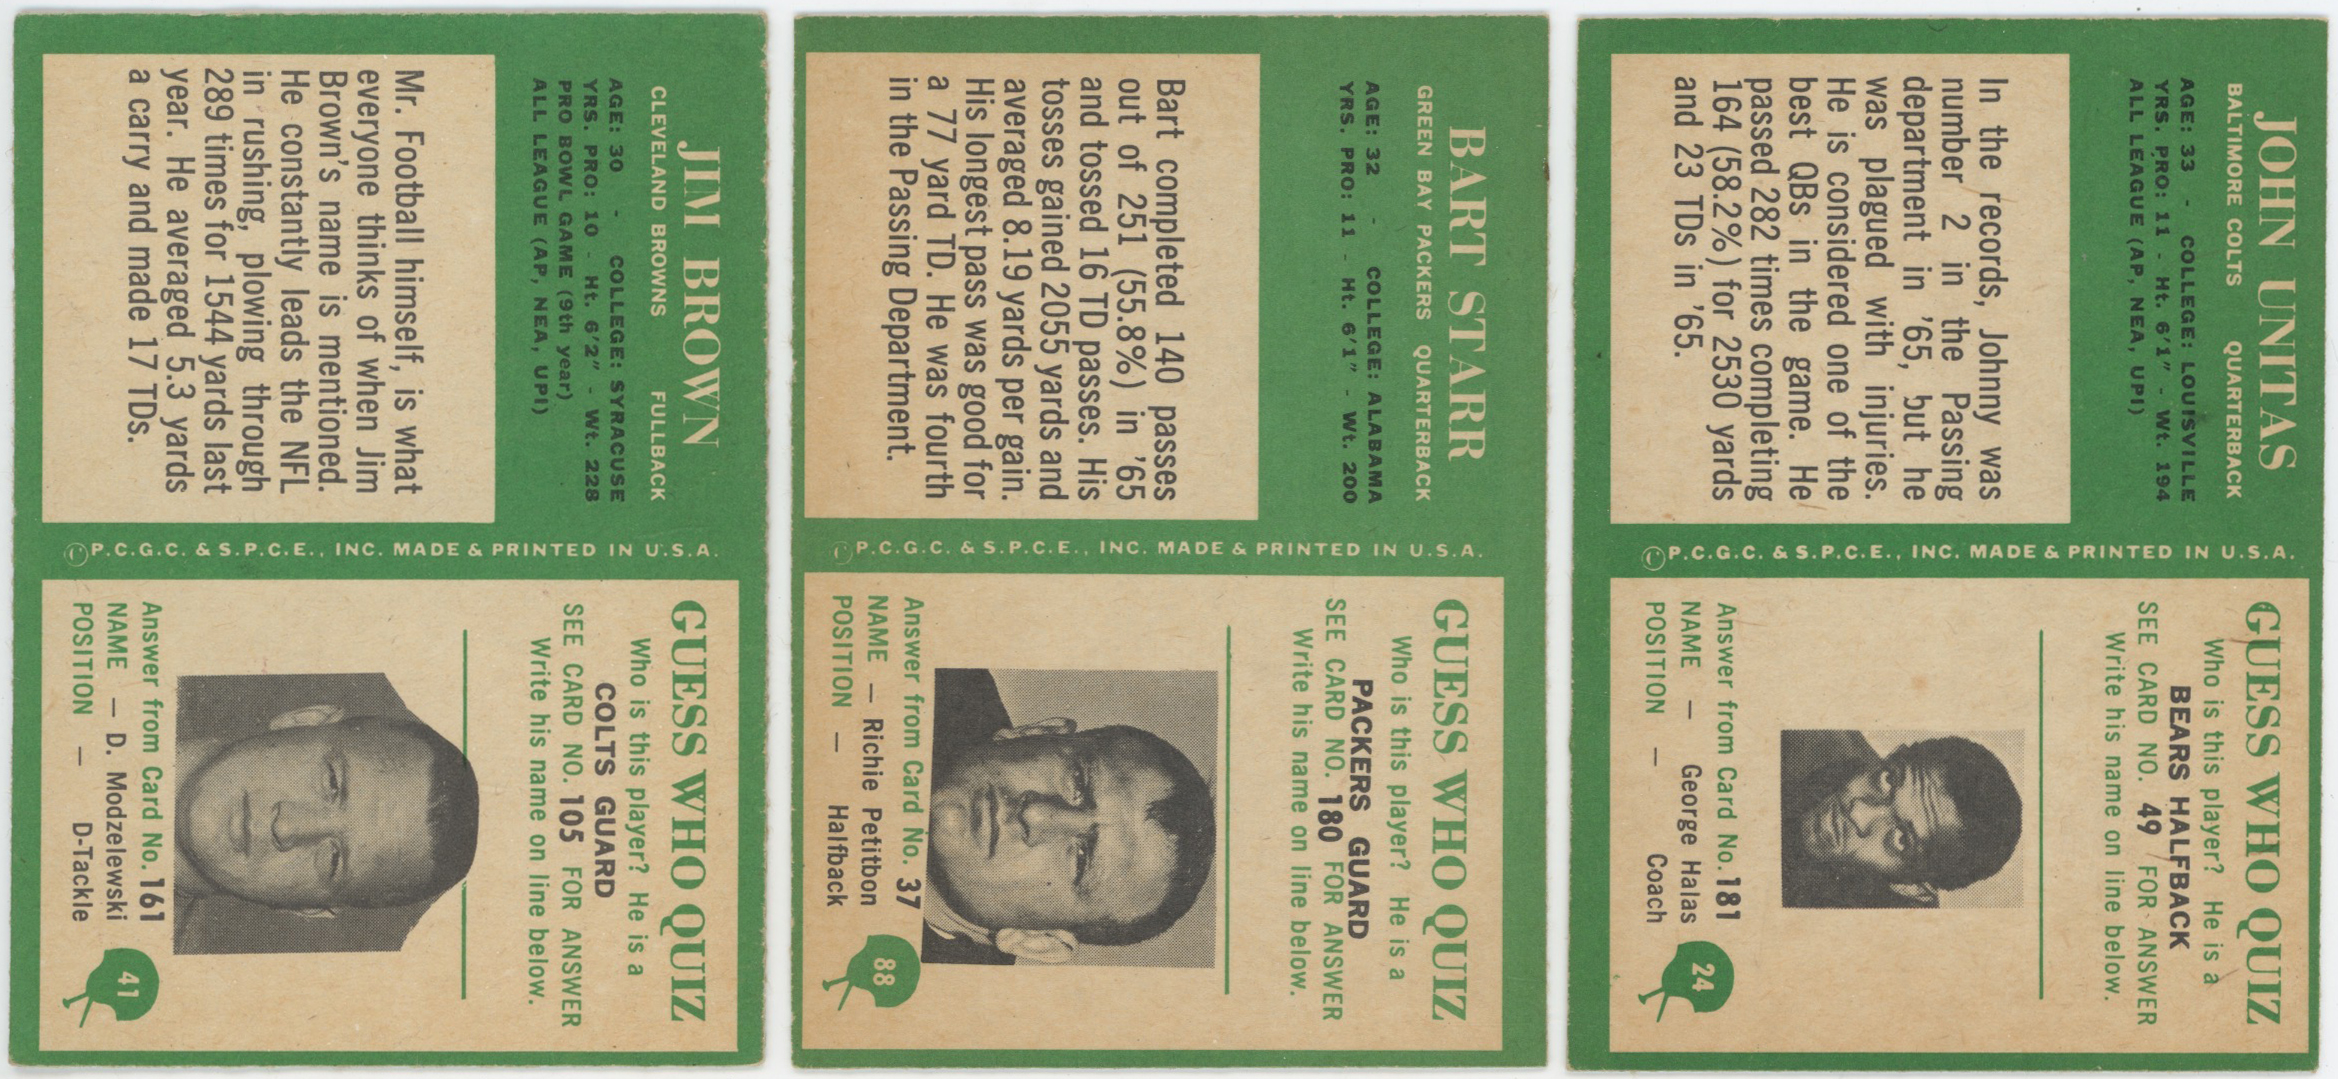 JIM BROWN
CLEVELAND BROWNS FULLBACK
AGE: 30 - COLLEGE: SYRACUSE
YRS. PRO: 10 - Ht. 6'2" - Wt. 228
PRO BOWL GAME (9th year)
ALL LEAGUE (AP, NEA, UPI)
Mr. Football himself, is what
everyone thinks of when Jim
Brown's name is mentioned.
He constantly leads the NFL
in rushing, plowing through
289 times for 1544 yards last
year. He averaged 5.3 yards
a carry and made 17 TDs.
©P.C.G.C. & S.P.C.E., INC. MADE & PRINTED IN U.S.A.
GUESS WHO QUIZ
Who is this player? He is a
COLTS GUARD
SEE CARD NO. 105 FOR ANSWER
Write his name on line below.
Answer from Card No. 161
NAME — D. Modzelewski
POSITION — D-Tackle
41
BART STARR
GREEN BAY PACKERS QUARTERBACK
AGE: 32 - COLLEGE: ALABAMA
YRS. PRO: 11 - Ht. 6'1" - Wt. 200
Bart completed 140 passes
out of 251 (55.8%) in '65
and tossed 16 TD passes. His
tosses gained 2055 yards and
averaged 8.19 yards per gain.
His longest pass was good for
a 77 yard TD. He was fourth
in the Passing Department.
©P.C.G.C. & S.P.C.E., INC. MADE & PRINTED IN U.S.A.
GUESS WHO QUIZ
Who is this player? He is a
PACKERS GUARD
SEE CARD NO. 180 FOR ANSWER
Write his name on line below.
Answer from Card No. 37
NAME — Richie Petitbon
POSITION — Halfback
88
JOHN UNITAS
BALTIMORE COLTS QUARTERBACK
AGE: 33 - COLLEGE: LOUISVILLE
YRS. PRO: 11 - Ht. 6'1" - Wt. 194
ALL LEAGUE (AP, NEA, UPI)
In the records, Johnny was
number 2 in the Passing
department in '65, but he
was plagued with injuries.
He is considered one of the
best QBs in the game. He
passed 282 times completing
164 (58.2%) for 2530 yards
and 23 TDs in '65.
©P.C.G.C. & S.P.C.E., INC. MADE & PRINTED IN U.S.A.
GUESS WHO QUIZ
Who is this player? He is a
BEARS HALFBACK
SEE CARD NO. 49 FOR ANSWER
Write his name on line below.
Answer from Card No. 181
NAME — George Halas
POSITION — Coach
24